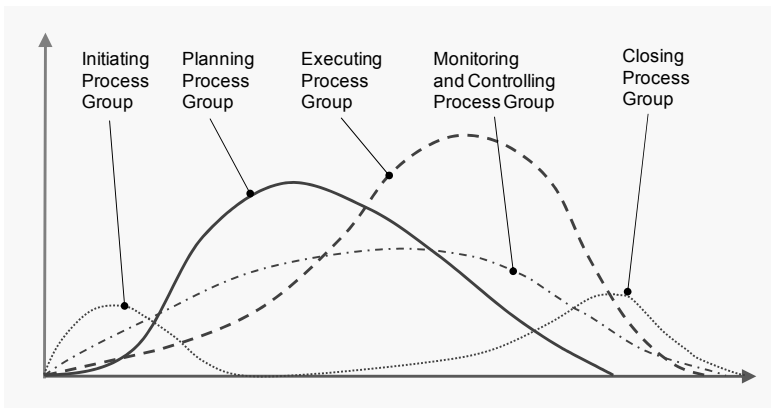 Initiating
Process
Group
Planning
Process
Group
Executing
Process
Group
Monitoring
and Controlling
Process Group
Closing
Process
Group